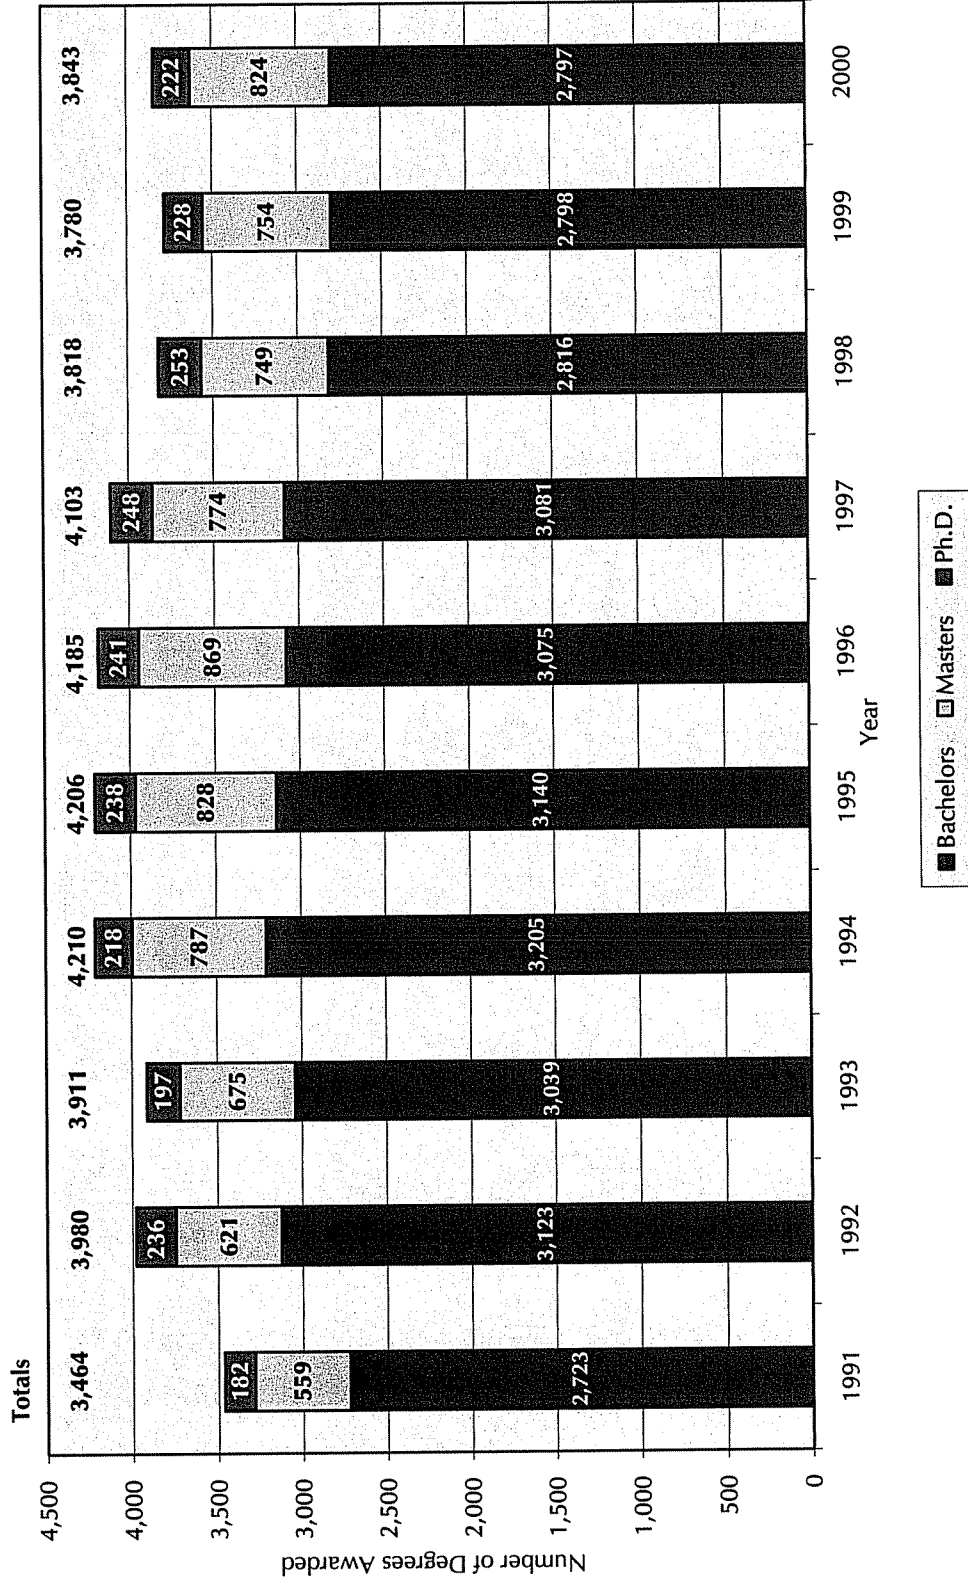 Totals
3,464 3,980 3,911 4,210 4,206 4,185 4,103 3,818 3,780 3,843
4,500
4,000
3,500
3,000
2,500
2,000
1,500
1,000
500
0
Number of Degrees Awarded
182 236 197 218 238 241 248 253 228 222
559 621 675 787 828 869 774 749 754 824
2,723 3,123 3,039 3,205 3,140 3,075 3,081 2,816 2,798 2,797
1991 1992 1993 1994 1995 1996 1997 1998 1999 2000
Year
Bachelors Masters Ph.D.